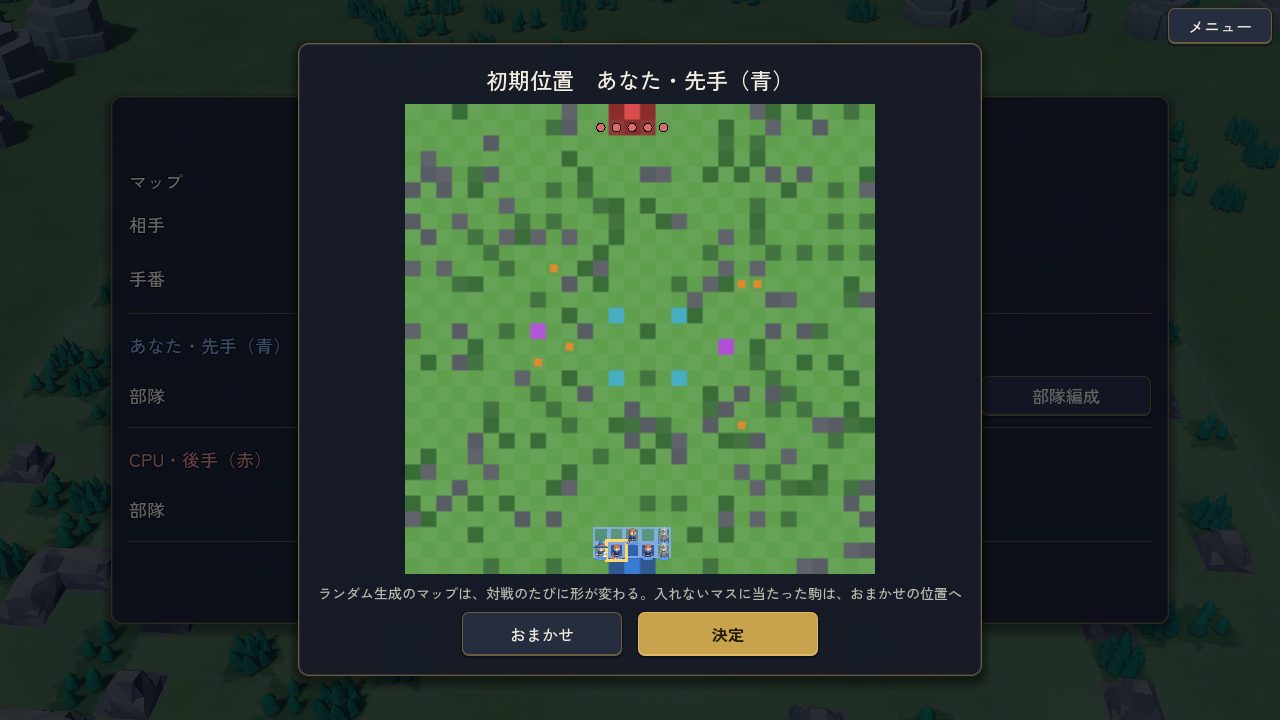 メニュー
初期位置　あなた・先手（青）
マップ
相手
手番
あなた・先手（青）
部隊
部隊編成
CPU・後手（赤）
部隊
ランダム生成のマップは、対戦のたびに形が変わる。入れないマスに当たった駒は、おまかせの位置へ
おまかせ
決定